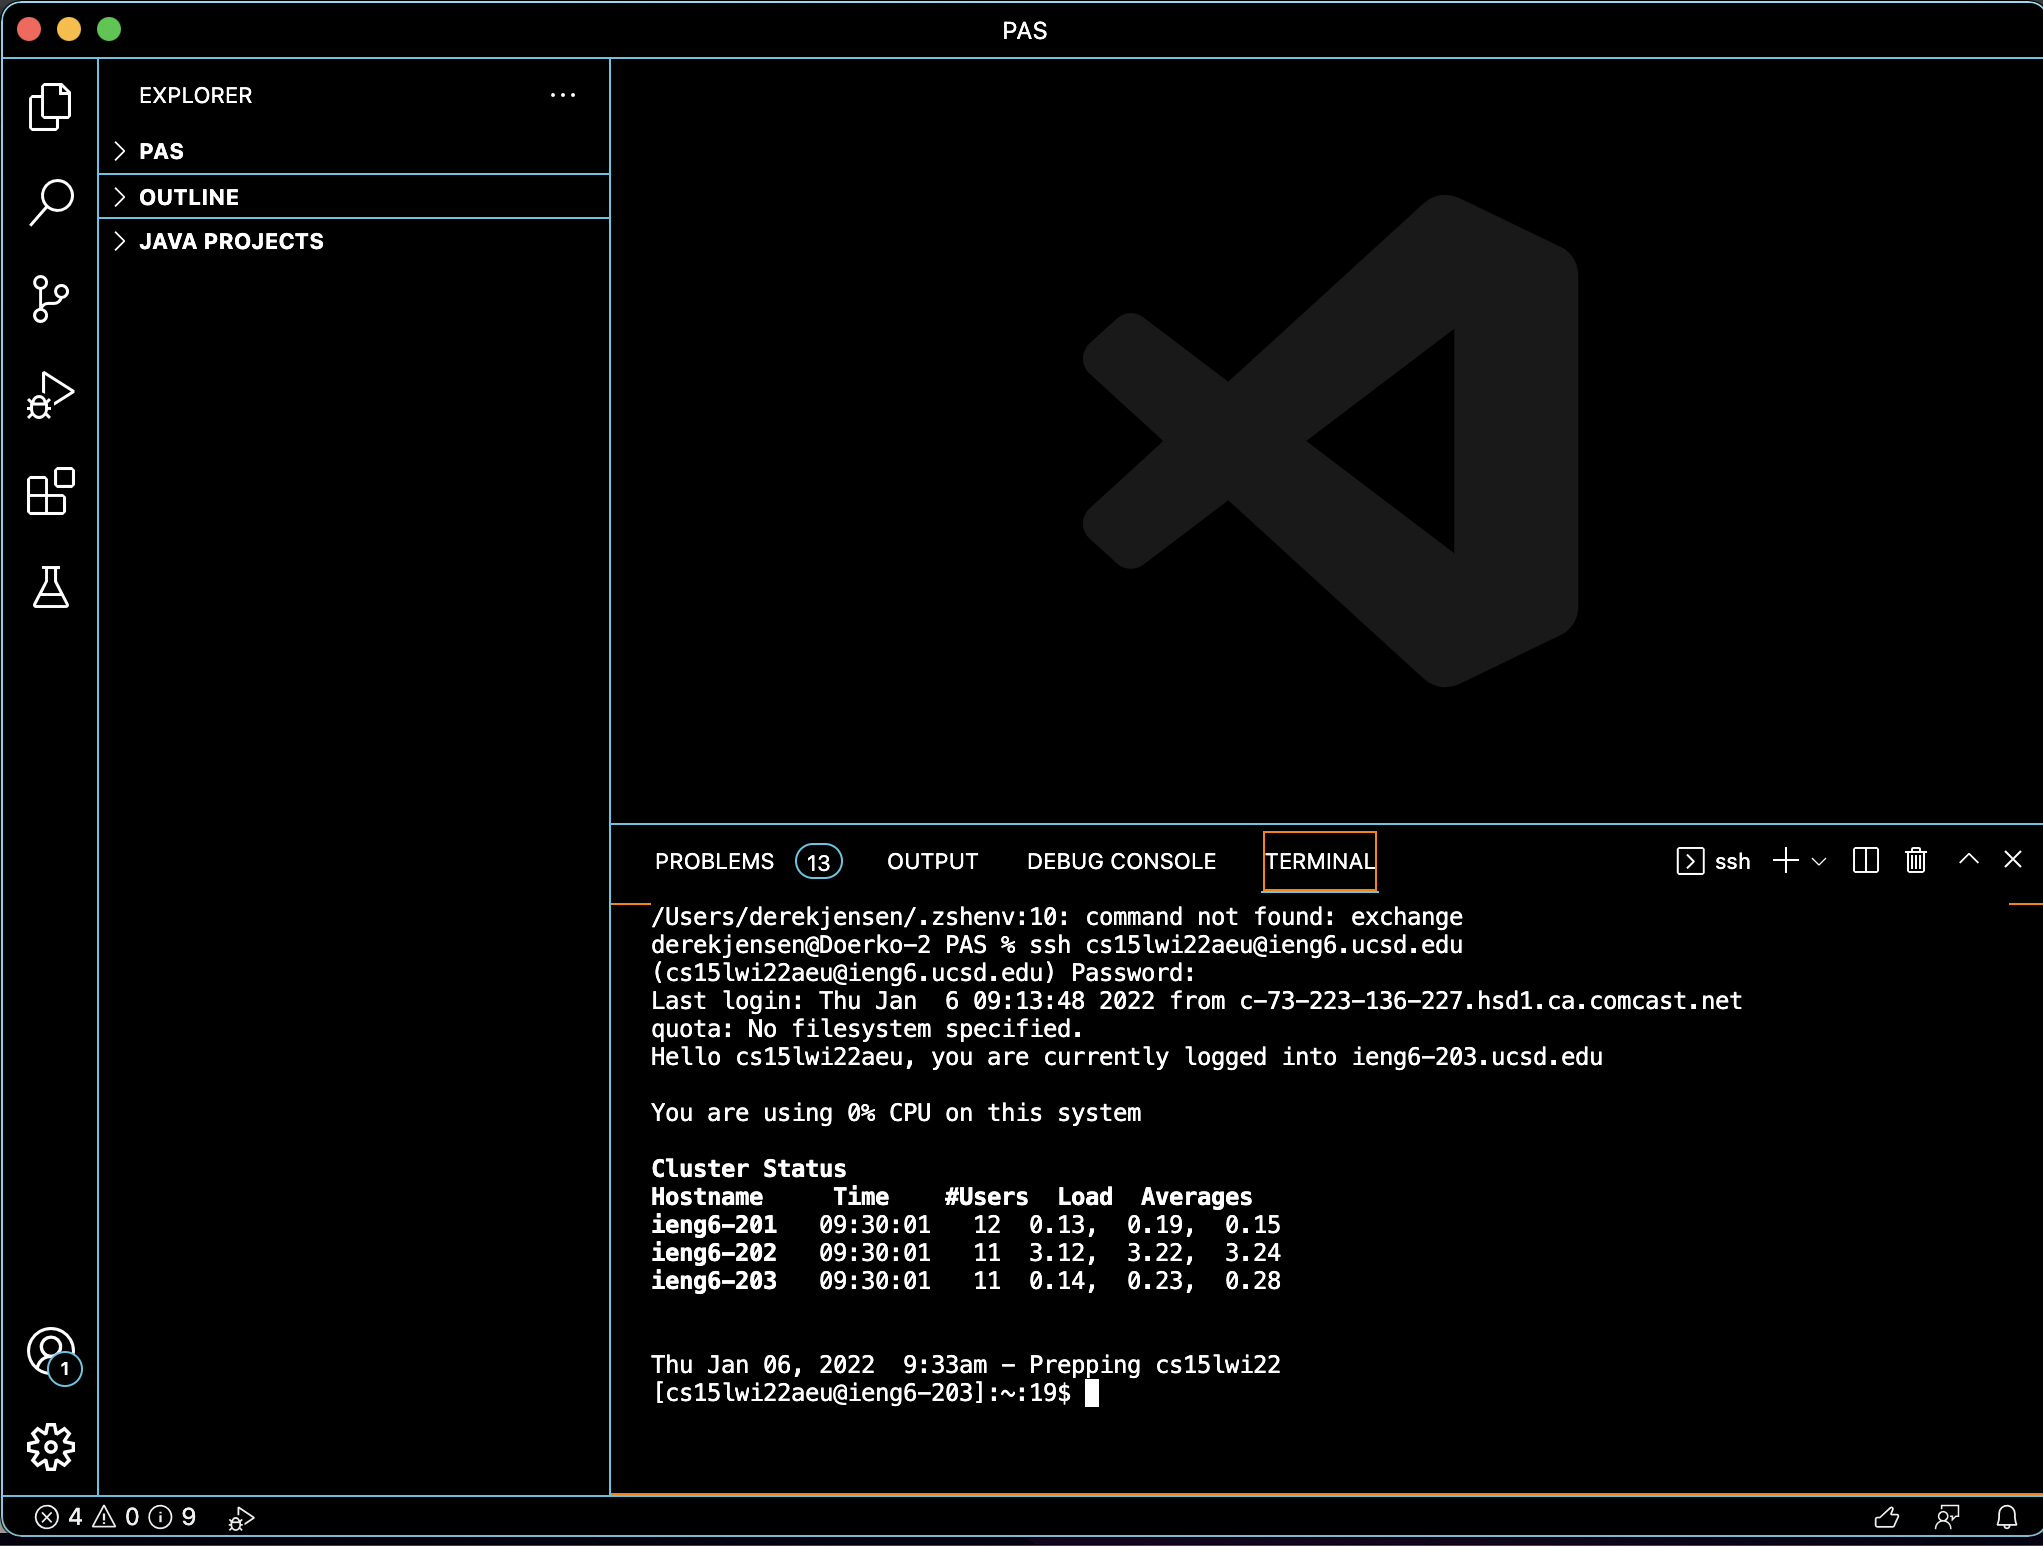 PAS
EXPLORER
PAS
OUTLINE
JAVA PROJECTS
PROBLEMS 13 OUTPUT DEBUG CONSOLE TERMINAL ssh
/Users/derekjensen/.zshenv:10: command not found: exchange
derekjensen@Doerko-2 PAS % ssh cs15lwi22aeu@ieng6.ucsd.edu
(cs15lwi22aeu@ieng6.ucsd.edu) Password:
Last login: Thu Jan  6 09:13:48 2022 from c-73-223-136-227.hsd1.ca.comcast.net
quota: No filesystem specified.
Hello cs15lwi22aeu, you are currently logged into ieng6-203.ucsd.edu
You are using 0% CPU on this system
Cluster Status
Hostname     Time    #Users  Load  Averages
ieng6-201   09:30:01   12  0.13,  0.19,  0.15
ieng6-202   09:30:01   11  3.12,  3.22,  3.24
ieng6-203   09:30:01   11  0.14,  0.23,  0.28
Thu Jan 06, 2022  9:33am - Prepping cs15lwi22
[cs15lwi22aeu@ieng6-203]:~:19$
1
4 0 9